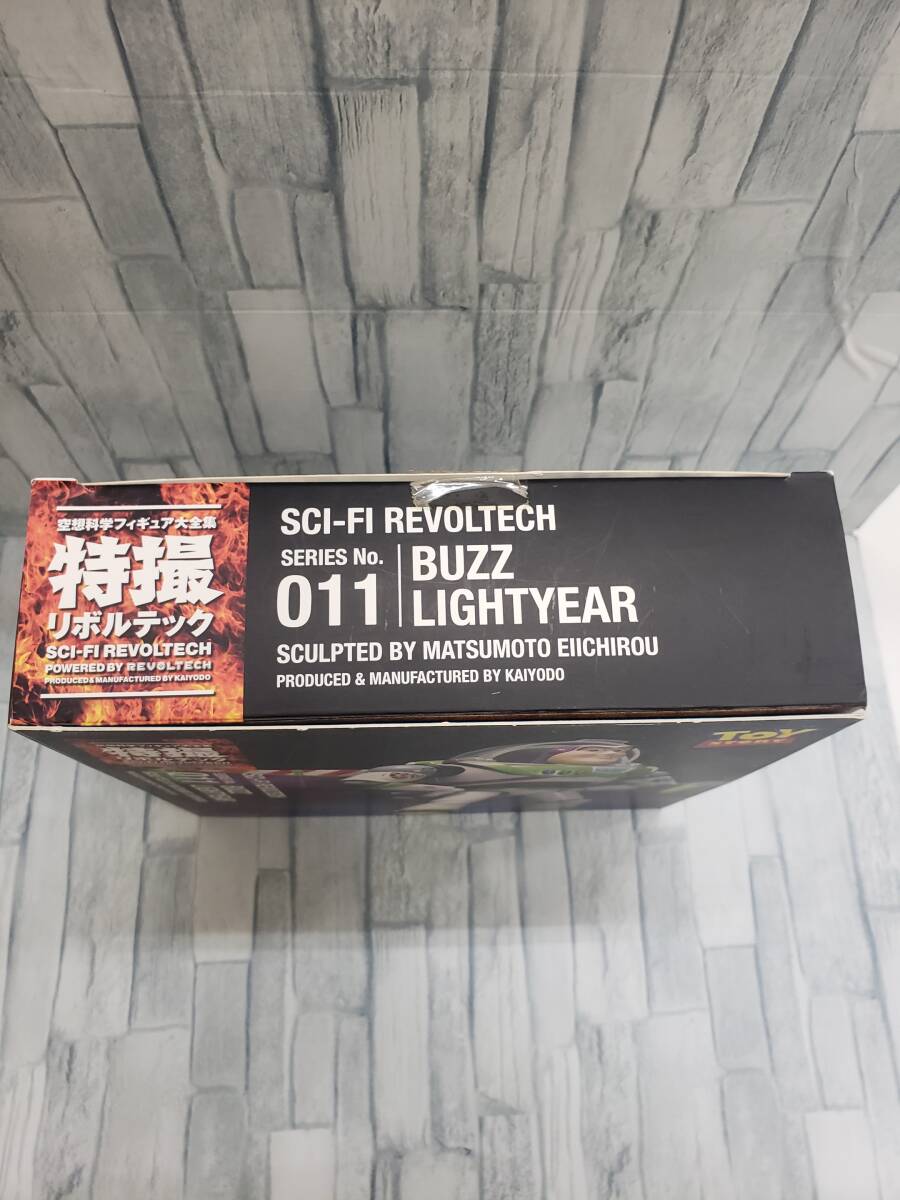 空想科学フィギュア大全集
特撮
リボルテック
SCI-FI REVOLTECH
POWERED BY REVOLTECH
PRODUCED & MANUFACTURED BY KAIYODO
SCI-FI REVOLTECH
SERIES No.
011
BUZZ
LIGHTYEAR
SCULPTED BY MATSUMOTO EIICHIROU
PRODUCED & MANUFACTURED BY KAIYODO
TOY
STORY